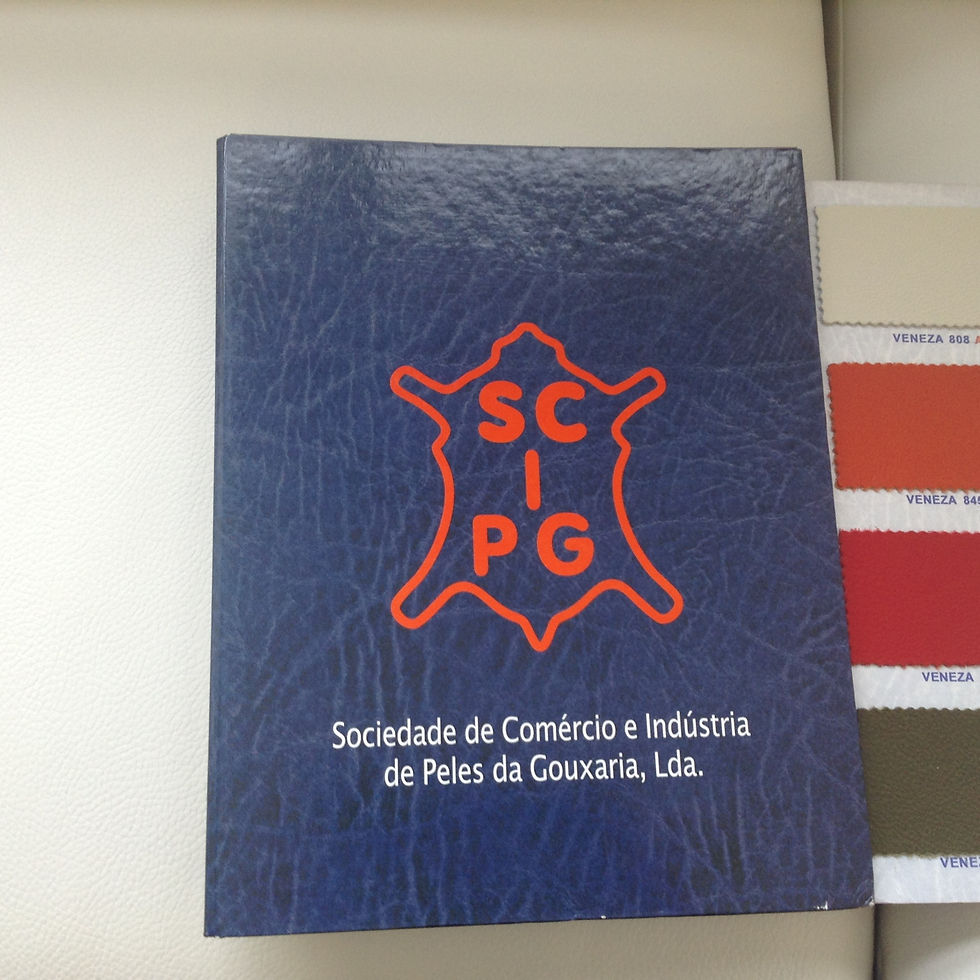 SC
I
PG
Sociedade de Comércio e Indústria
de Peles da Gouxaria, Lda.
VENEZA 808
VENEZA
VENEZA